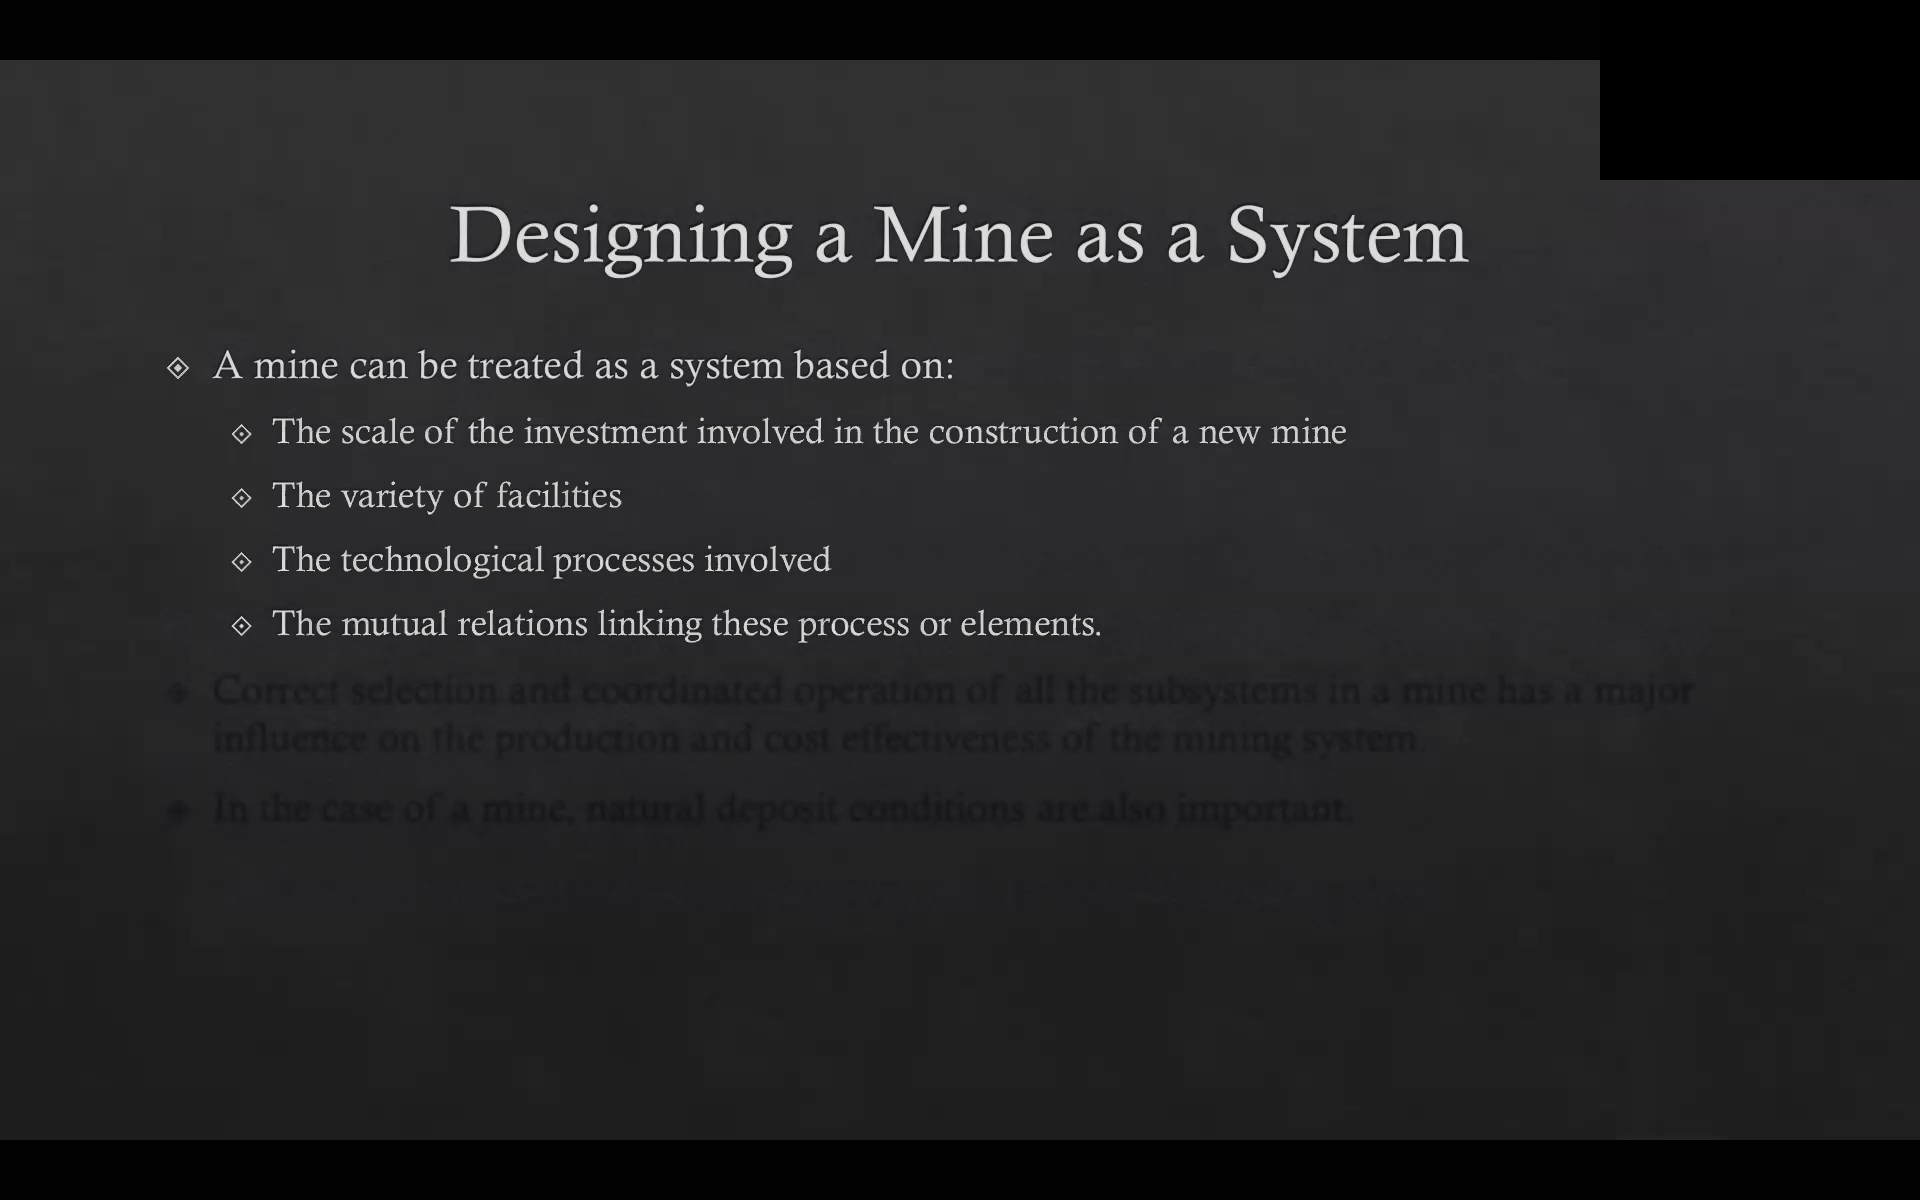 Designing a Mine as a System
A mine can be treated as a system based on:
The scale of the investment involved in the construction of a new mine
The variety of facilities
The technological processes involved
The mutual relations linking these process or elements.
Correct selection and coordinated operation of all the subsystems in a mine has a major
influence on the production and cost effectiveness of the mining system.
In the case of a mine, natural deposit conditions are also important.